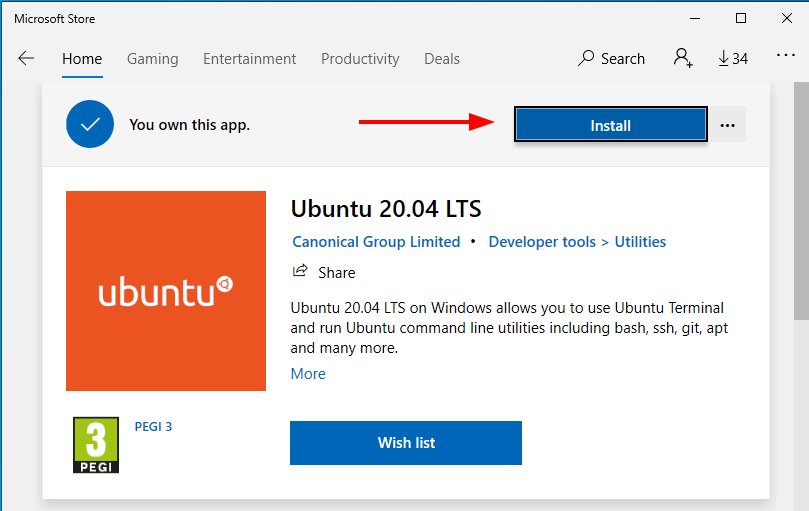 Microsoft Store
Home Gaming Entertainment Productivity Deals Search 34
You own this app.
Install
Ubuntu 20.04 LTS
Canonical Group Limited • Developer tools > Utilities
Share
ubuntu
Ubuntu 20.04 LTS on Windows allows you to use Ubuntu Terminal
and run Ubuntu command line utilities including bash, ssh, git, apt
and many more.
More
3
PEGI
PEGI 3
Wish list